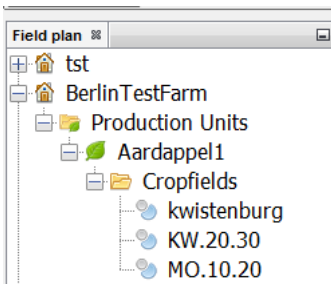 Field plan
tst
BerlinTestFarm
Production Units
Aardappel1
Cropfields
kwistenburg
KW.20.30
MO.10.20